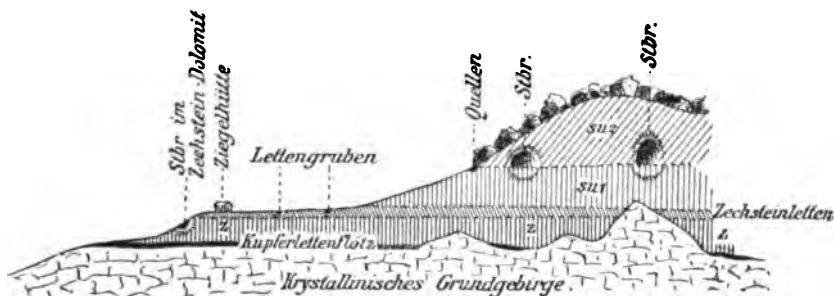 Stbr im
Zechstein-Dolomit
Ziegelhütte
Lettengruben
Quellen
Stbr.
Stbr.
su2
su1
Zechsteinletten
z
z
z
Kupferlettenflötz
Krystallinisches Grundgebirge.